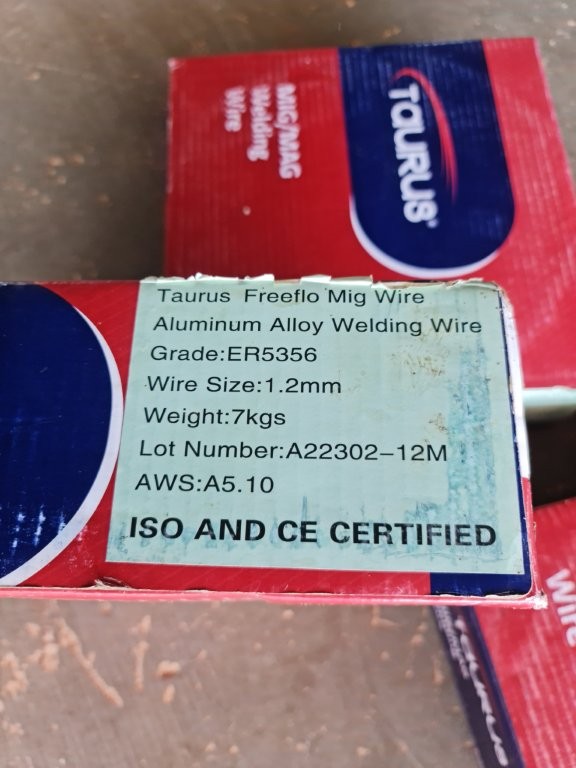 MIG/MAG
Welding
Wire
TaURUS®
Taurus Freeflo Mig Wire
Aluminum Alloy Welding Wire
Grade:ER5356
Wire Size:1.2mm
Weight:7kgs
Lot Number:A22302-12M
AWS:A5.10
ISO AND CE CERTIFIED
Wire
TaURUS